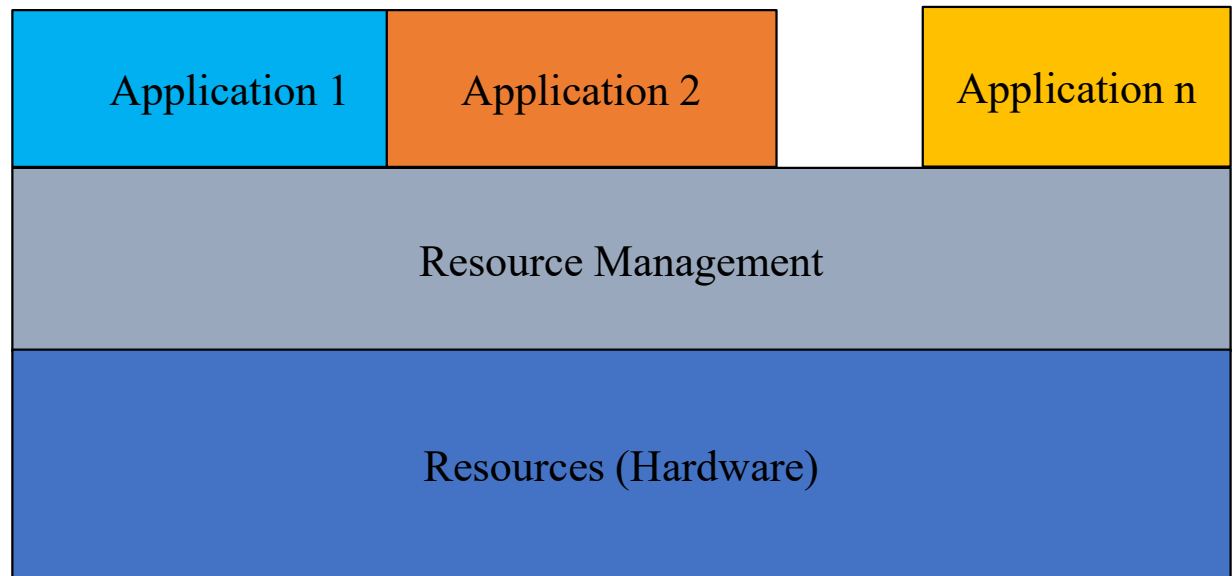 Application 1
Application 2
Application n
Resource Management
Resources (Hardware)